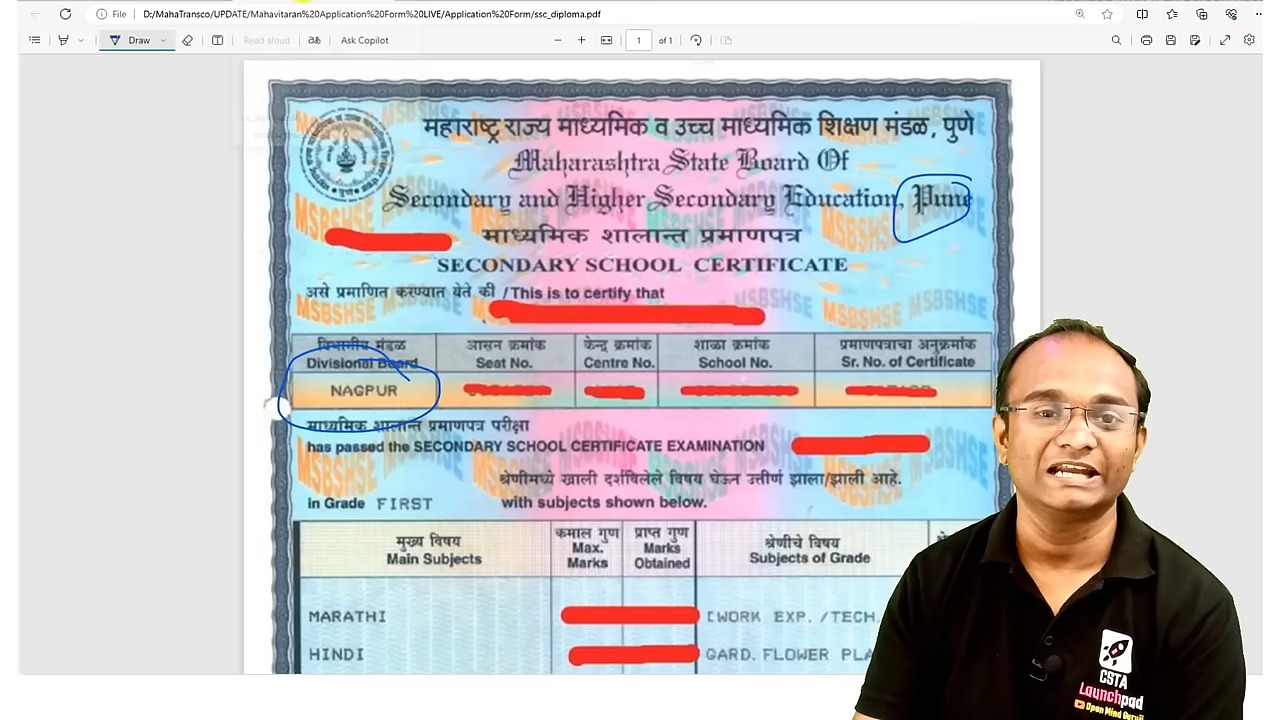 File D:/MahaTransco/UPDATE/Mahavitaran%20Application%20Form%20LIVE/Application%20Form/ssc_diploma.pdf
Draw Read aloud Ask Copilot 1 of 1
महाराष्ट्र राज्य माध्यमिक व उच्च माध्यमिक शिक्षण मंडळ, पुणे
Maharashtra State Board Of
Secondary and Higher Secondary Education, Pune
माध्यमिक शालान्त प्रमाणपत्र
SECONDARY SCHOOL CERTIFICATE
असे प्रमाणित करण्यात येते की /This is to certify that
विभागीय मंडळ आसन क्रमांक केन्द्र क्रमांक शाळा क्रमांक प्रमाणपत्राचा अनुक्रमांक
Divisional Board Seat No. Centre No. School No. Sr. No. of Certificate
NAGPUR
माध्यमिक शालान्त प्रमाणपत्र परीक्षा
has passed the SECONDARY SCHOOL CERTIFICATE EXAMINATION
श्रेणीमध्ये खाली दर्शविलेले विषय घेऊन उत्तीर्ण झाला/झाली आहे.
in Grade FIRST with subjects shown below.
मुख्य विषय कमाल गुण प्राप्त गुण श्रेणीचे विषय
Main Subjects Max. Marks Marks Obtained Subjects of Grade
MARATHI [WORK EXP. /TECH.
HINDI GARD. FLOWER PLA
CSTA
Launchpad
Open Mind Guruji